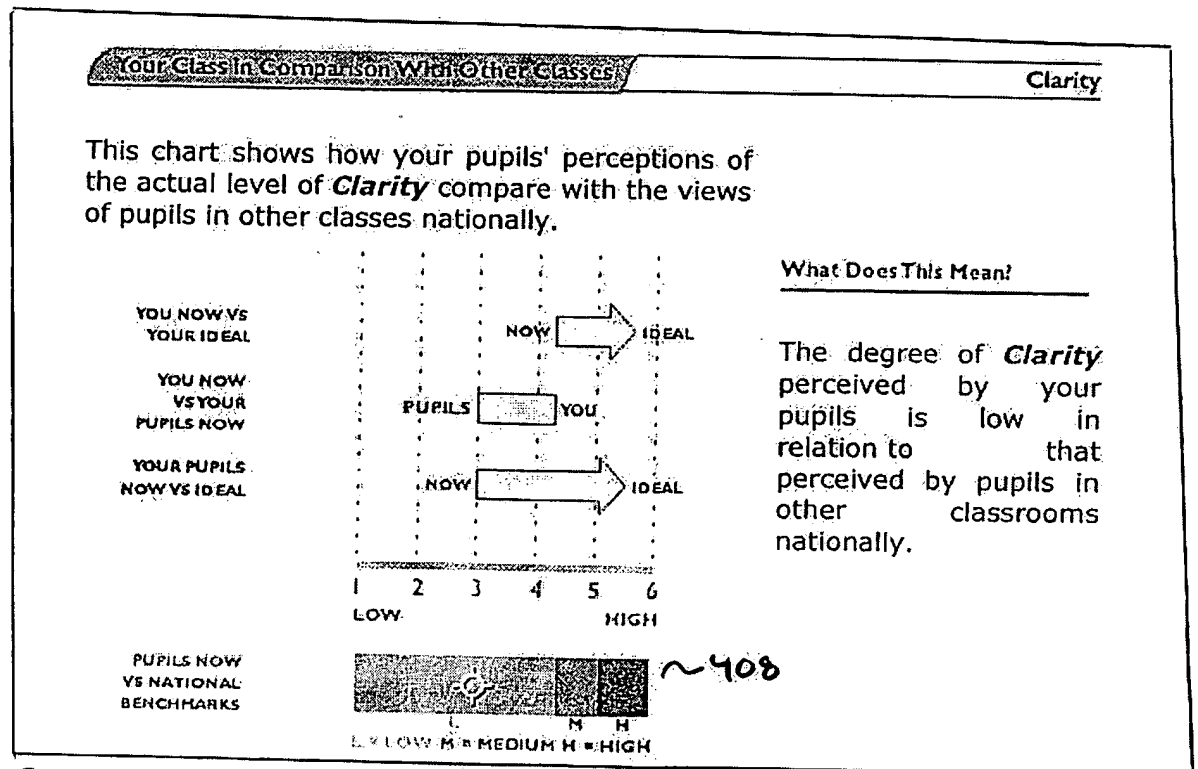 Your Class In Comparison With Other Classes
Clarity
This chart shows how your pupils' perceptions of
the actual level of Clarity compare with the views
of pupils in other classes nationally.
What Does This Mean?
The degree of Clarity
perceived by your
pupils is low in
relation to that
perceived by pupils in
other classrooms
nationally.
YOU NOW VS
YOUR IDEAL
NOW IDEAL
YOU NOW
VS YOUR
PUPILS NOW
PUPILS YOU
YOUR PUPILS
NOW VS IDEAL
NOW IDEAL
1 2 3 4 5 6
LOW HIGH
PUPILS NOW
VS NATIONAL
BENCHMARKS
~408
L M H
L = LOW M = MEDIUM H = HIGH